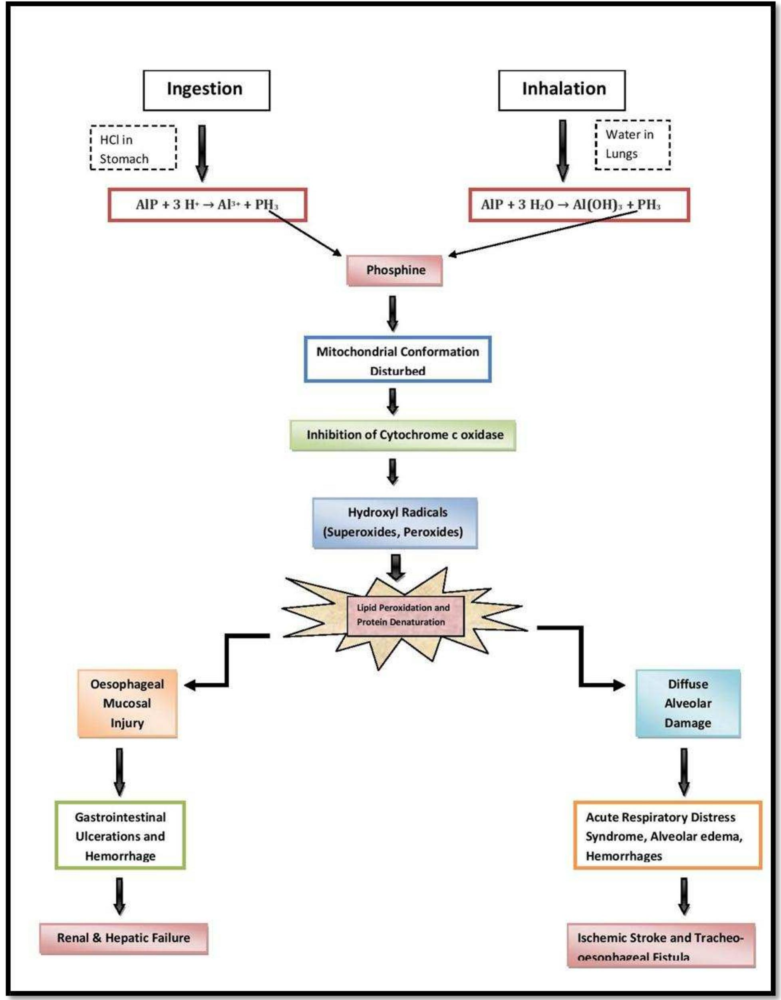 Ingestion
Inhalation
HCl in
Stomach
Water in
Lungs
AlP + 3 H⁺ → Al³⁺ + PH₃
AlP + 3 H₂O → Al(OH)₃ + PH₃
Phosphine
Mitochondrial Conformation
Disturbed
Inhibition of Cytochrome c oxidase
Hydroxyl Radicals
(Superoxides, Peroxides)
Lipid Peroxidation and
Protein Denaturation
Oesophageal
Mucosal
Injury
Diffuse
Alveolar
Damage
Gastrointestinal
Ulcerations and
Hemorrhage
Acute Respiratory Distress
Syndrome, Alveolar edema,
Hemorrhages
Renal & Hepatic Failure
Ischemic Stroke and Tracheo-
oesophageal Fistula